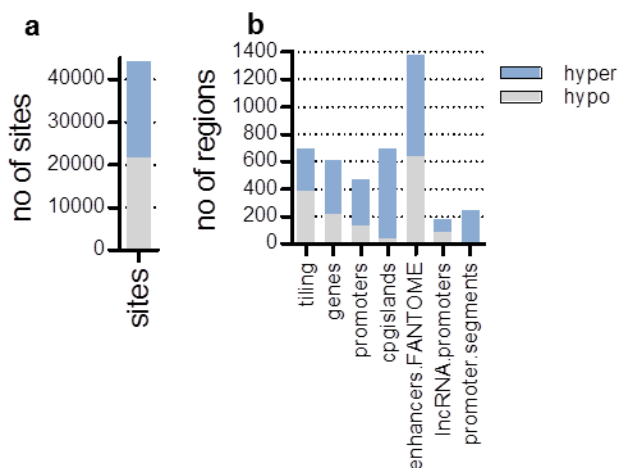 a
b
no of sites
40000
30000
20000
10000
0
sites
no of regions
1400
1200
1000
800
600
400
200
0
tiling
genes
promoters
cpgislands
enhancers.FANTOME
lncRNA.promoters
promoter.segments
hyper
hypo